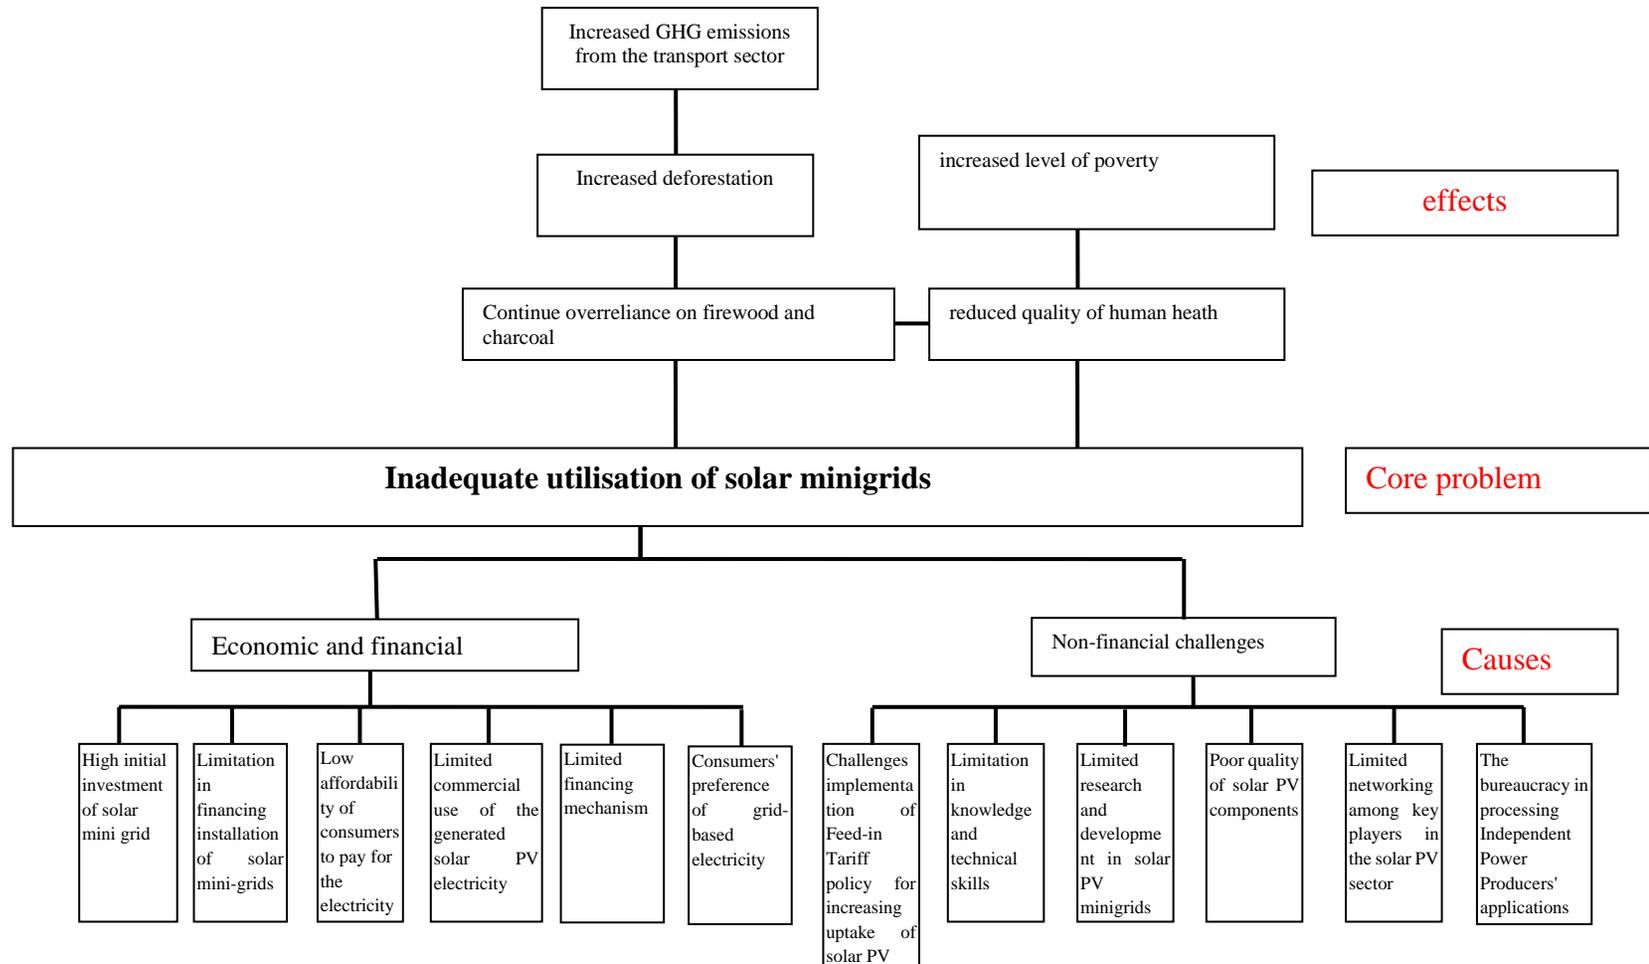 Increased GHG emissions
from the transport sector
Increased deforestation
increased level of poverty
effects
Continue overreliance on firewood and
charcoal
reduced quality of human heath
Inadequate utilisation of solar minigrids
Core problem
Economic and financial
Non-financial challenges
Causes
High initial
investment
of solar
mini grid
Limitation
in
financing
installation
of solar
mini-grids
Low
affordabili
ty of
consumers
to pay for
the
electricity
Limited
commercial
use of the
generated
solar PV
electricity
Limited
financing
mechanism
Consumers'
preference
of grid-
based
electricity
Challenges
implementa
tion of
Feed-in
Tariff
policy for
increasing
uptake of
solar PV
Limitation
in
knowledge
and
technical
skills
Limited
research
and
developme
nt in solar
PV
minigrids
Poor quality
of solar PV
components
Limited
networking
among key
players in
the solar PV
sector
The
bureaucracy in
processing
Independent
Power
Producers'
applications